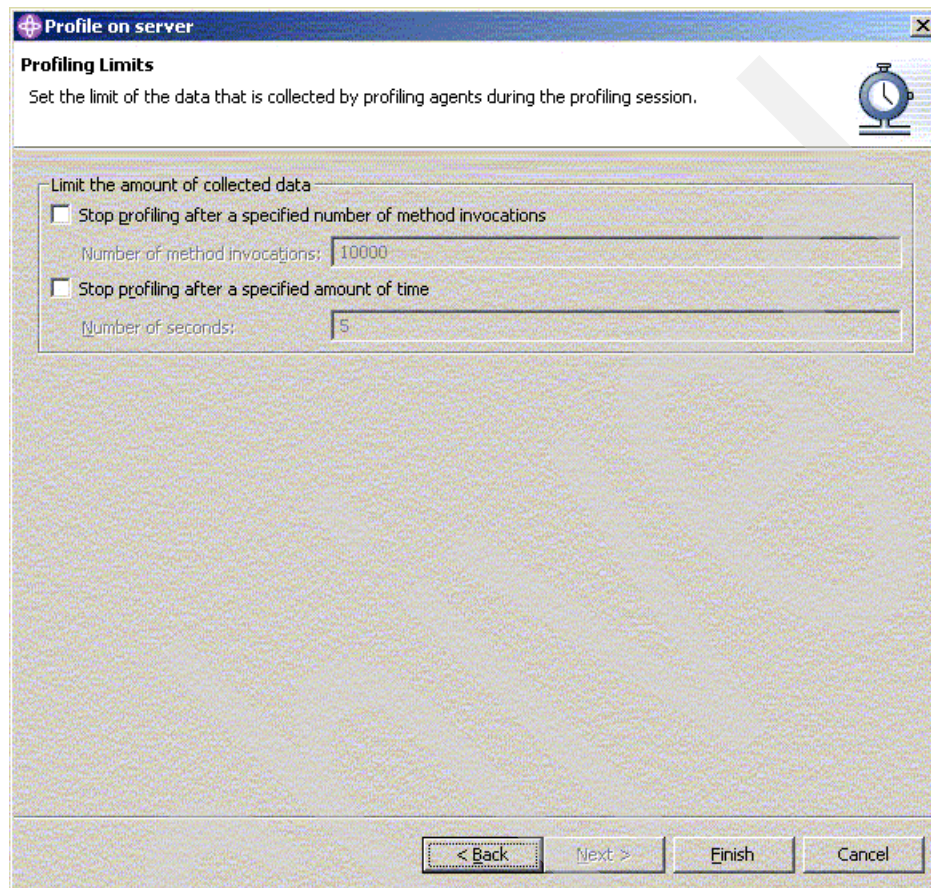 Profile on server
Profiling Limits
Set the limit of the data that is collected by profiling agents during the profiling session.
Limit the amount of collected data
Stop profiling after a specified number of method invocations
Number of method invocations: 10000
Stop profiling after a specified amount of time
Number of seconds: 5
< Back Next > Finish Cancel